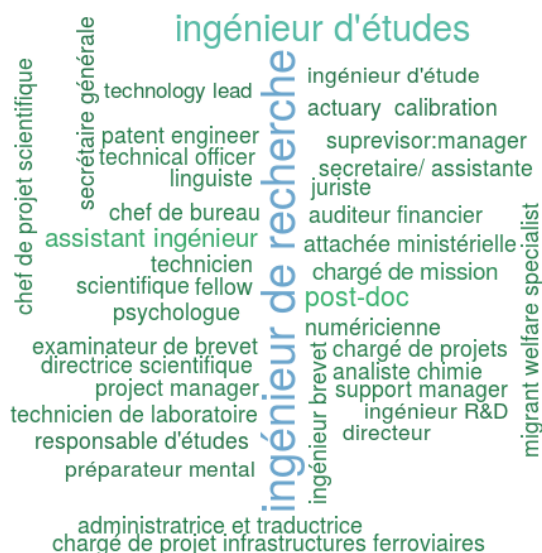 ingénieur d'études
chef de projet scientifique
secrétaire générale
technology lead
patent engineer
technical officer
linguiste
chef de bureau
assistant ingénieur
technicien
scientifique fellow
psychologue
examinateur de brevet
directrice scientifique
project manager
technicien de laboratoire
responsable d'études
préparateur mental
ingénieur de recherche
ingénieur d'étude
actuary calibration
suprevisor:manager
secretaire/ assistante
juriste
auditeur financier
attachée ministérielle
chargé de mission
post-doc
numéricienne
chargé de projets
analiste chimie
support manager
ingénieur R&D
directeur
ingénieur brevet
migrant welfare specialist
administratrice et traductrice
chargé de projet infrastructures ferroviaires